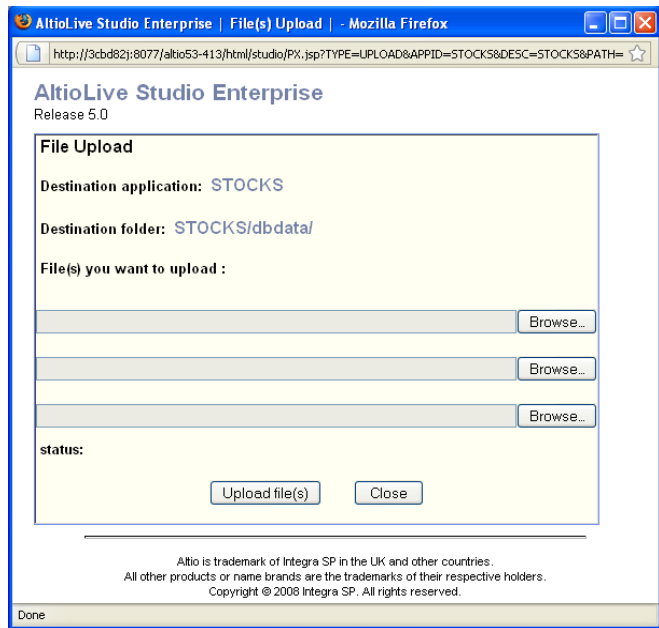 AltioLive Studio Enterprise | File(s) Upload | - Mozilla Firefox
http://3cbd82j:8077/altio53-413/html/studio/PX.jsp?TYPE=UPLOAD&APPID=STOCKS&DESC=STOCKS&PATH=
AltioLive Studio Enterprise
Release 5.0
File Upload
Destination application: STOCKS
Destination folder: STOCKS/dbdata/
File(s) you want to upload :
Browse...
Browse...
Browse...
status:
Upload file(s) Close
Altio is trademark of Integra SP in the UK and other countries.
All other products or name brands are the trademarks of their respective holders.
Copyright © 2008 Integra SP. All rights reserved.
Done